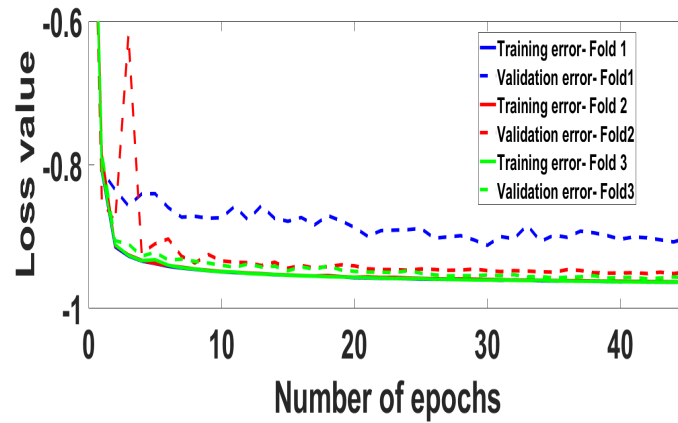 -0.6
-0.8
-1
0
10
20
30
40
Loss value
Number of epochs
Training error- Fold 1
Validation error- Fold1
Training error- Fold 2
Validation error- Fold2
Training error- Fold 3
Validation error- Fold3